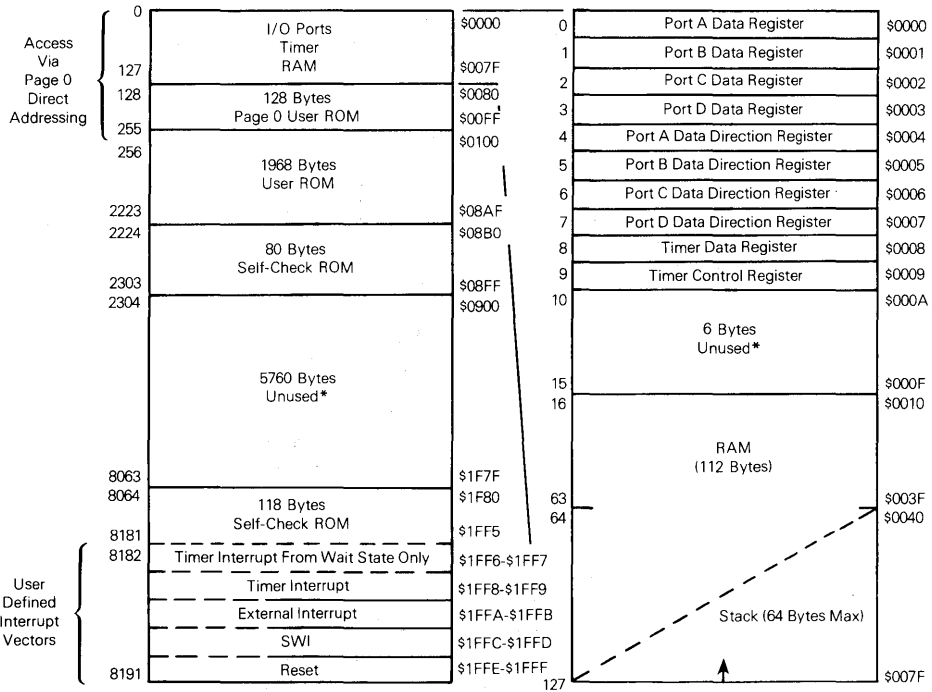 Access
Via
Page 0
Direct
Addressing
0
127
128
255
256
2223
2224
2303
2304
8063
8064
8181
8182
8191
User
Defined
Interrupt
Vectors
I/O Ports
Timer
RAM
128 Bytes
Page 0 User ROM
1968 Bytes
User ROM
80 Bytes
Self-Check ROM
5760 Bytes
Unused*
118 Bytes
Self-Check ROM
Timer Interrupt From Wait State Only
Timer Interrupt
External Interrupt
SWI
Reset
$0000
$007F
$0080
$00FF
$0100
$08AF
$08B0
$08FF
$0900
$1F7F
$1F80
$1FF5
$1FF6-$1FF7
$1FF8-$1FF9
$1FFA-$1FFB
$1FFC-$1FFD
$1FFE-$1FFF
0 Port A Data Register $0000
1 Port B Data Register $0001
2 Port C Data Register $0002
3 Port D Data Register $0003
4 Port A Data Direction Register $0004
5 Port B Data Direction Register $0005
6 Port C Data Direction Register $0006
7 Port D Data Direction Register $0007
8 Timer Data Register $0008
9 Timer Control Register $0009
10 $000A
6 Bytes
Unused*
15 $000F
16 $0010
RAM
(112 Bytes)
63 $003F
64 $0040
Stack (64 Bytes Max)
127 $007F